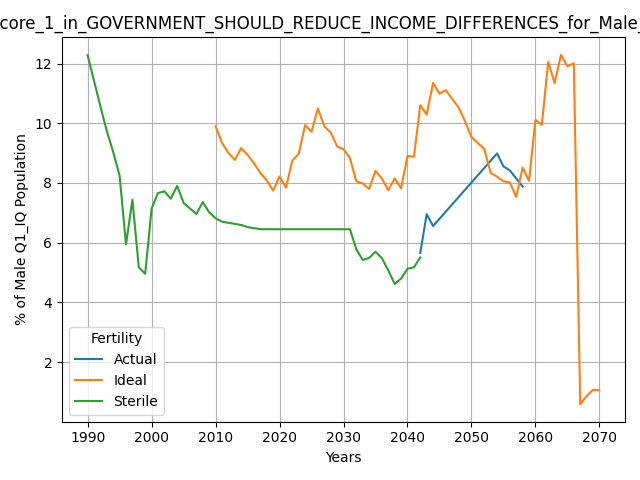 core_1_in_GOVERNMENT_SHOULD_REDUCE_INCOME_DIFFERENCES_for_Male_
% of Male Q1_IQ Population
12
10
8
6
4
2
Fertility
Actual
Ideal
Sterile
1990 2000 2010 2020 2030 2040 2050 2060 2070
Years